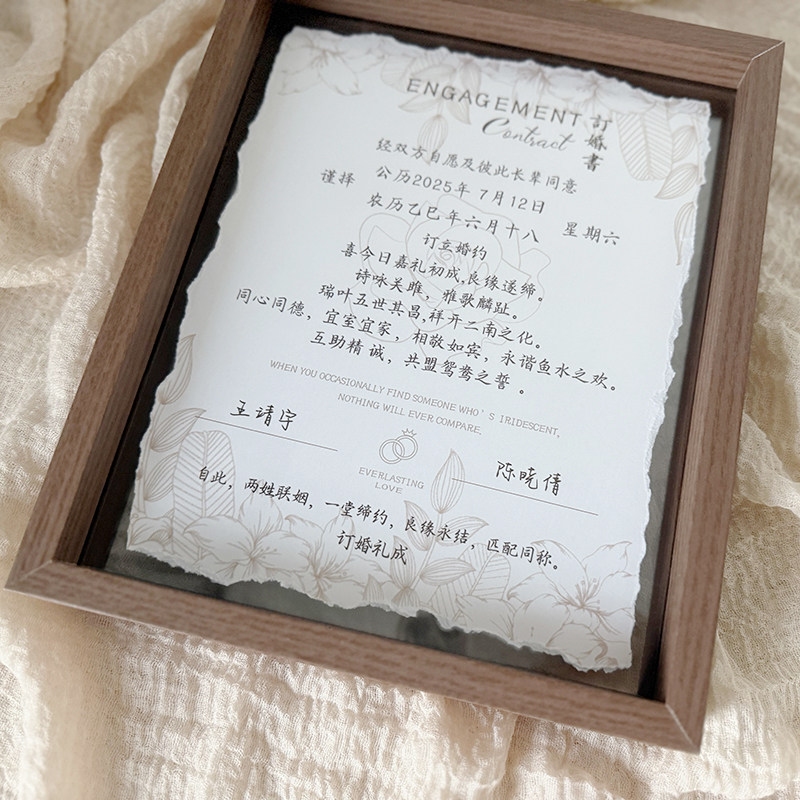 ENGAGEMENT
Contract
訂婚書
经双方自愿及彼此长辈同意
谨择
公历2025年7月12日
农历乙巳年六月十八
星期六
订立婚约
喜今日嘉礼初成,良缘遂缔。
诗咏关雎，雅歌麟趾。
瑞叶五世其昌,祥开二南之化。
同心同德，宜室宜家，相敬如宾，永谐鱼水之欢。
互助精诚，共盟鸳鸯之誓。
WHEN YOU OCCASIONALLY FIND SOMEONE WHO'S IRIDESCENT,
NOTHING WILL EVER COMPARE.
王靖宇
陈晓倩
EVERLASTING
LOVE
自此，两姓联姻，一堂缔约，良缘永结，匹配同称。
订婚礼成